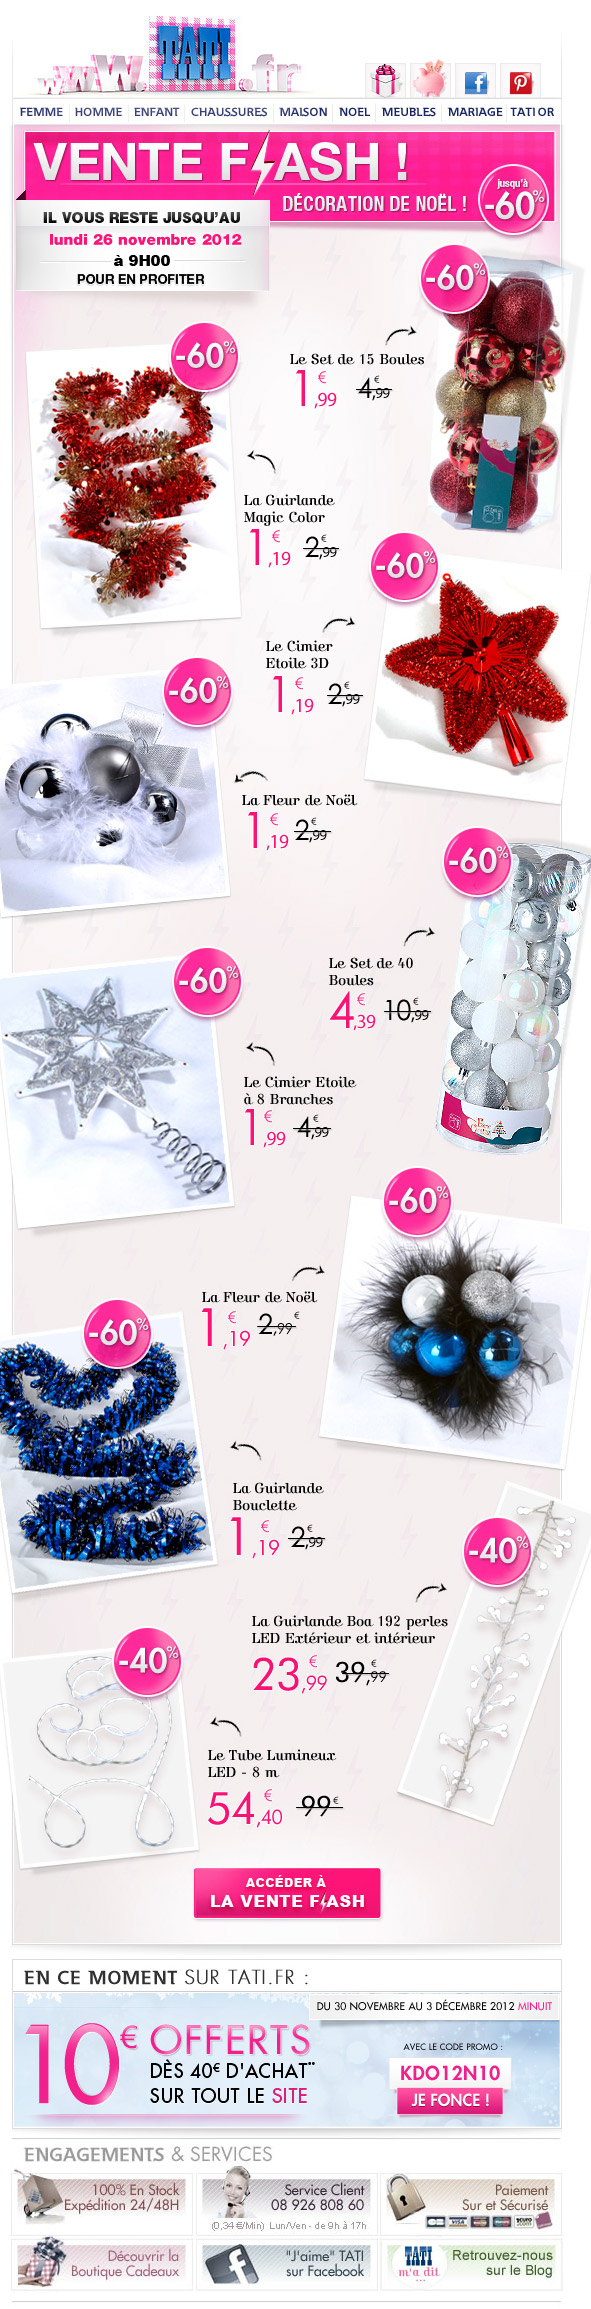 www.TATI.fr
FEMME HOMME ENFANT CHAUSSURES MAISON NOEL MEUBLES MARIAGE TATI OR
VENTE FLASH !
DÉCORATION DE NOËL !
jusqu'à
-60%
IL VOUS RESTE JUSQU'AU
lundi 26 novembre 2012
à 9H00
POUR EN PROFITER
-60%
Le Set de 15 Boules
1€,99 4€,99
-60%
La Guirlande
Magic Color
1€,19 2€,99
-60%
Le Cimier
Etoile 3D
1€,19 2€,99
-60%
La Fleur de Noël
1€,19 2€,99
-60%
Le Set de 40
Boules
4€,39 10€,99
-60%
Le Cimier Etoile
à 8 Branches
1€,99 4€,99
-60%
La Fleur de Noël
1€,19 2,99€
-60%
La Guirlande
Bouclette
1€,19 2€,99
-40%
La Guirlande Boa 192 perles
LED Extérieur et intérieur
23€,99 39€,99
-40%
Le Tube Lumineux
LED - 8 m
54€,40 99€
ACCÉDER À
LA VENTE FLASH
EN CE MOMENT SUR TATI.FR :
DU 30 NOVEMBRE AU 3 DÉCEMBRE 2012 MINUIT
10€ OFFERTS
DÈS 40€ D'ACHAT**
SUR TOUT LE SITE
AVEC LE CODE PROMO :
KDO12N10
JE FONCE !
ENGAGEMENTS & SERVICES
100% En Stock
Expédition 24/48H
Service Client
08 926 808 60
(0,34€/Min) Lun/Ven - de 9h à 17h
Paiement
Sur et Sécurisé
VISA
Découvrir la
Boutique Cadeaux
"J'aime" TATI
sur Facebook
TATI
m'a dit
...
Retrouvez-nous
sur le Blog